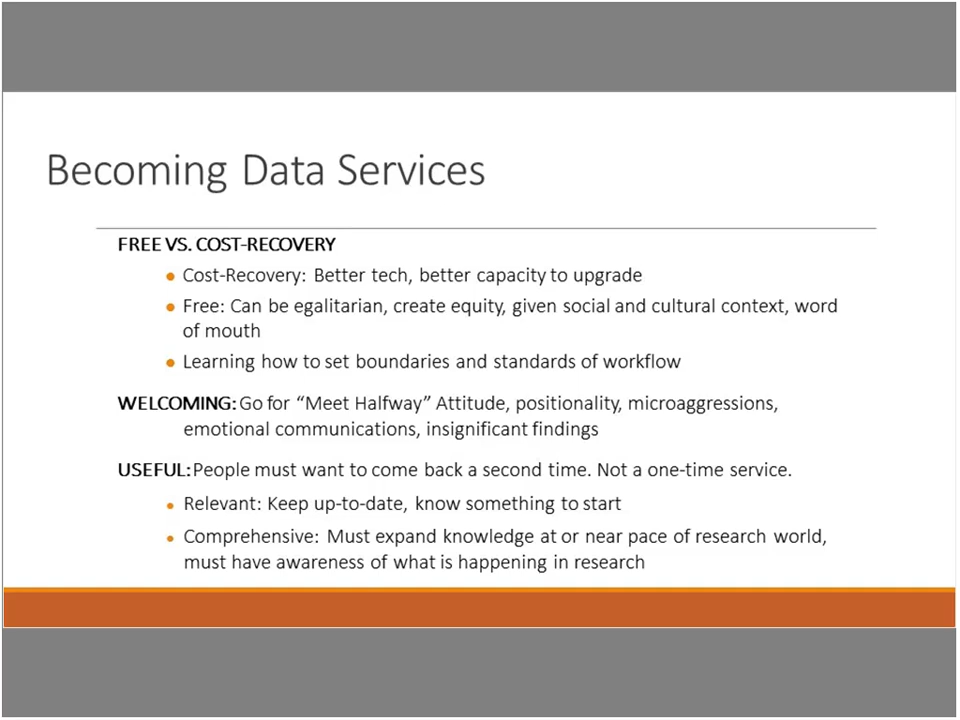 Becoming Data Services
FREE VS. COST-RECOVERY
● Cost-Recovery: Better tech, better capacity to upgrade
● Free: Can be egalitarian, create equity, given social and cultural context, word
of mouth
● Learning how to set boundaries and standards of workflow
WELCOMING: Go for “Meet Halfway” Attitude, positionality, microaggressions,
emotional communications, insignificant findings
USEFUL: People must want to come back a second time. Not a one-time service.
● Relevant: Keep up-to-date, know something to start
● Comprehensive: Must expand knowledge at or near pace of research world,
must have awareness of what is happening in research